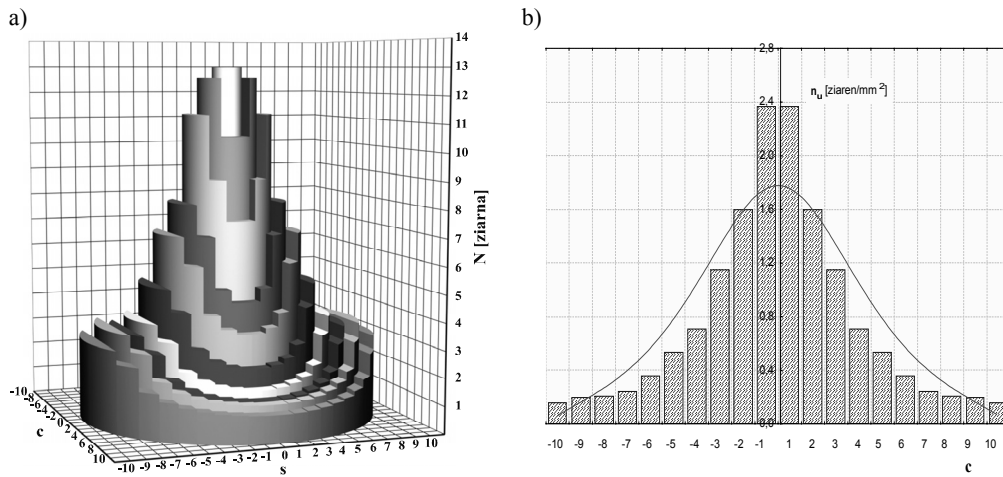 a)
14
13
12
11
10
9
8
7
6
5
4
3
2
1
N [ziarna]
-10 -8 -6 -4 -2 0 2 4 6 8 10
c
-10 -9 -8 -7 -6 -5 -4 -3 -2 -1 0 1 2 3 4 5 6 7 8 9 10
s
b)
2,8
2,4
2,0
1,6
1,2
0,8
0,4
0,0
nᵤ [ziaren/mm²]
-10 -9 -8 -7 -6 -5 -4 -3 -2 -1 1 2 3 4 5 6 7 8 9 10
c